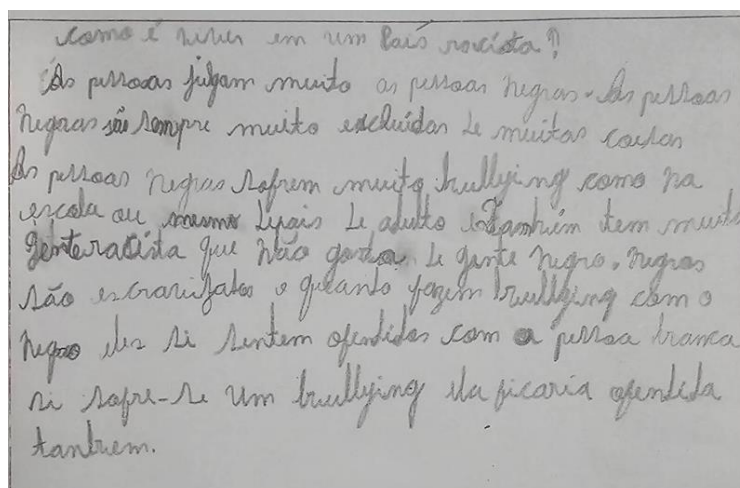 como é viver em um País racista?
As pessoas julgam muito as pessoas negras. As pessoas
Negras são sempre muito excluídas de muitas coisas
As pessoas negras sofrem muito bullying como na
escola ou mesmo depois de adulto também tem muita
gente racista que não gosta de gente negro. negros
são escravizados e quando fazem bullying com o
negro eles si sentem ofendidos com a pessoa branca
si sofre-se um bullying ela ficaria ofendida
tanbem.